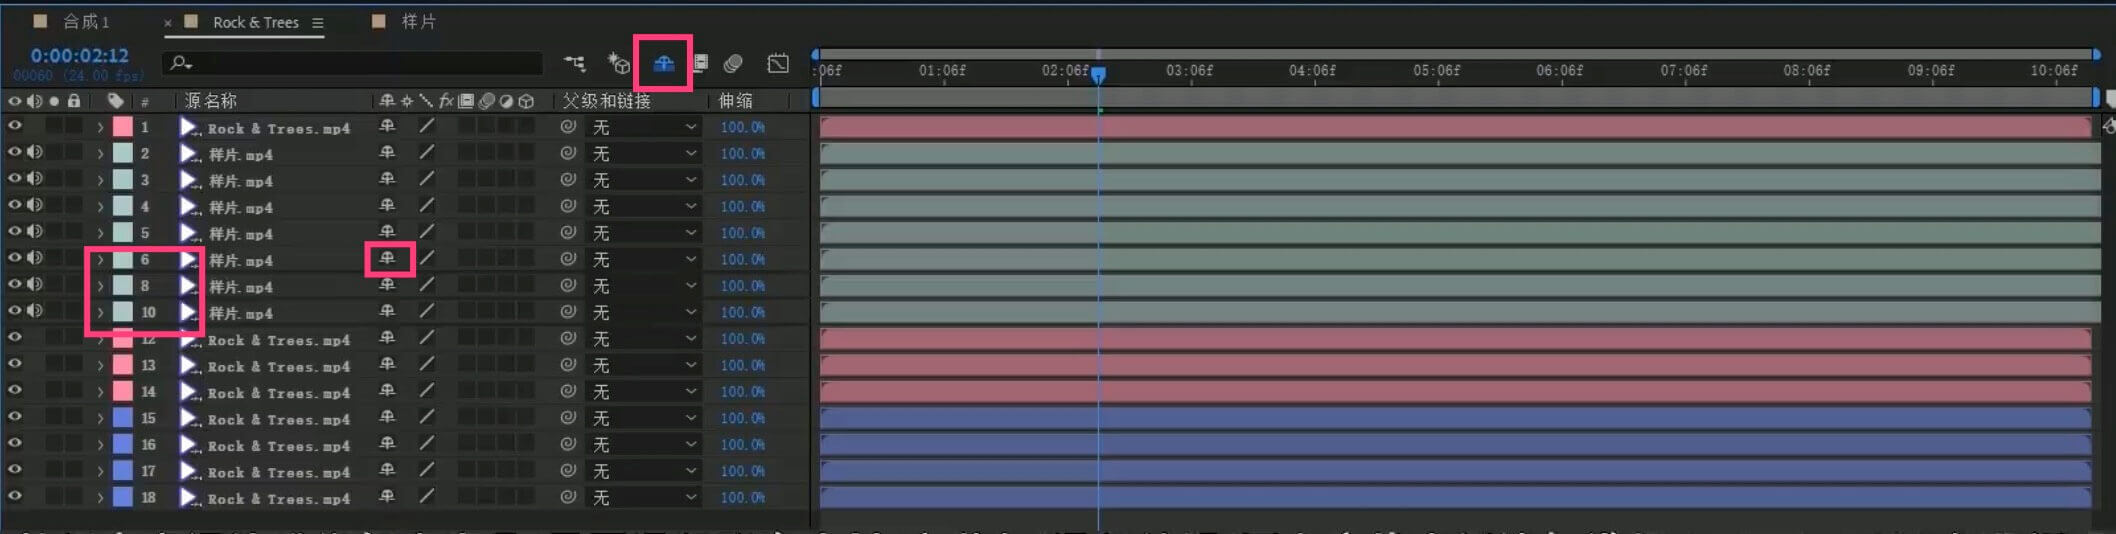 合成 1 × Rock & Trees 样片
0:00:02:12
00060 (24.00 fps)
:06f 01:06f 02:06f 03:06f 04:06f 05:06f 06:06f 07:06f 08:06f 09:06f 10:06f
# 源名称 fx 父级和链接 伸缩
1 Rock & Trees.mp4 无 100.0%
2 样片.mp4 无 100.0%
3 样片.mp4 无 100.0%
4 样片.mp4 无 100.0%
5 样片.mp4 无 100.0%
6 样片.mp4 无 100.0%
8 样片.mp4 无 100.0%
10 样片.mp4 无 100.0%
12 Rock & Trees.mp4 无 100.0%
13 Rock & Trees.mp4 无 100.0%
14 Rock & Trees.mp4 无 100.0%
15 Rock & Trees.mp4 无 100.0%
16 Rock & Trees.mp4 无 100.0%
17 Rock & Trees.mp4 无 100.0%
18 Rock & Trees.mp4 无 100.0%